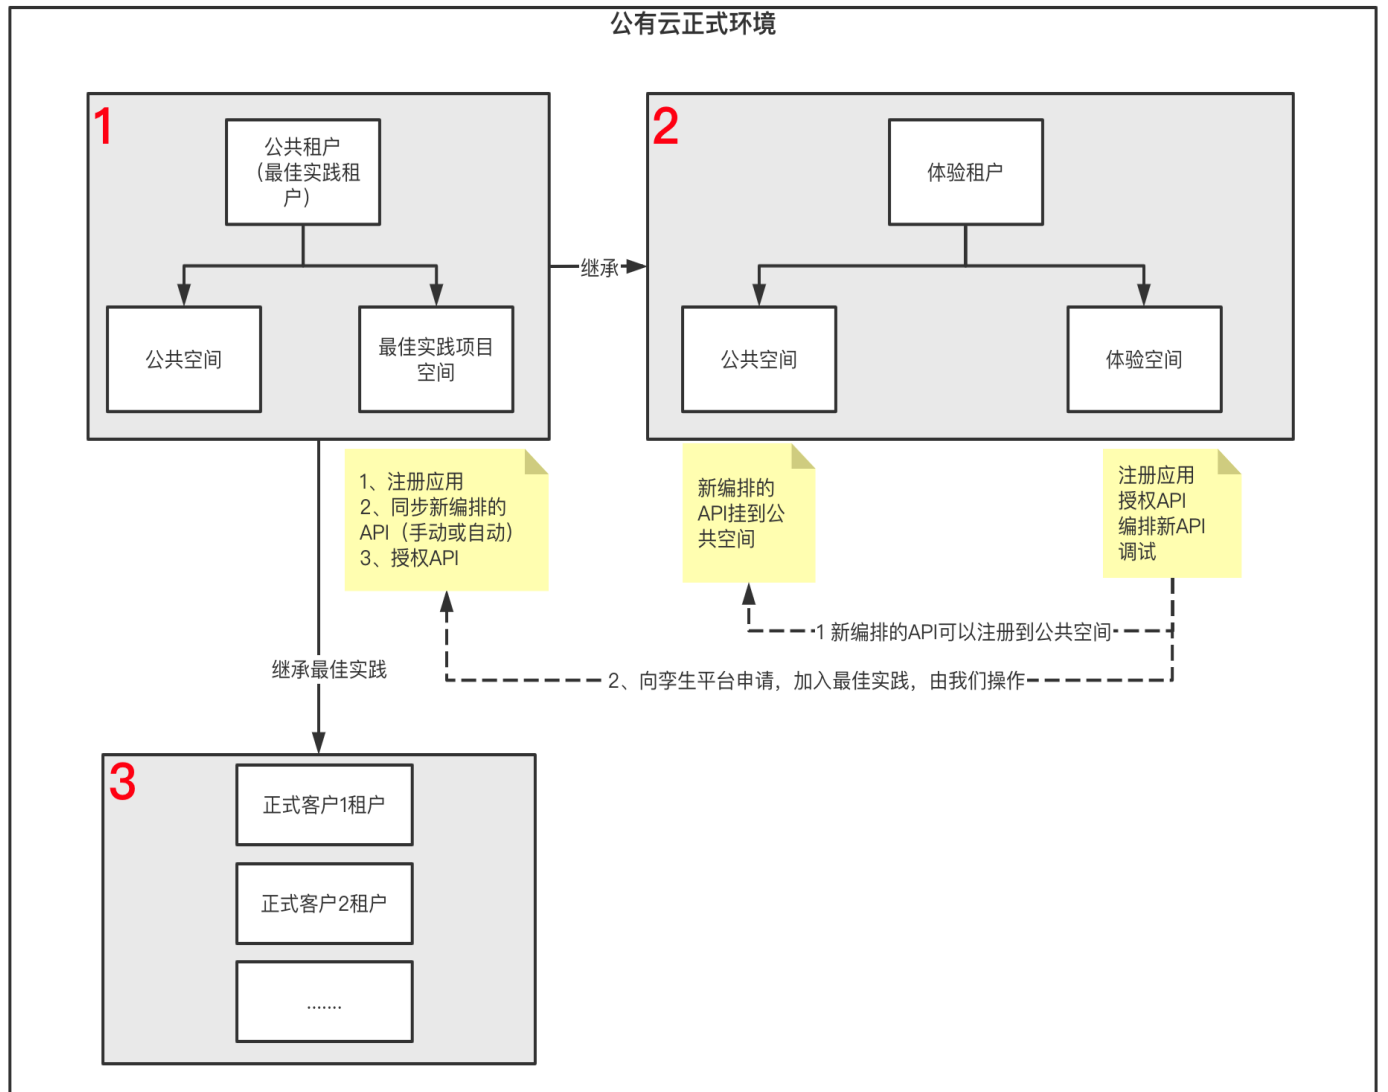 公有云正式环境
1
公共租户
（最佳实践租
户）
公共空间
最佳实践项目
空间
继承
2
体验租户
公共空间
体验空间
1、注册应用
2、同步新编排的
API（手动或自动）
3、授权API
新编排的
API挂到公
共空间
注册应用
授权API
编排新API
调试
1 新编排的API可以注册到公共空间
2、向孪生平台申请，加入最佳实践，由我们操作
继承最佳实践
3
正式客户1租户
正式客户2租户
.......